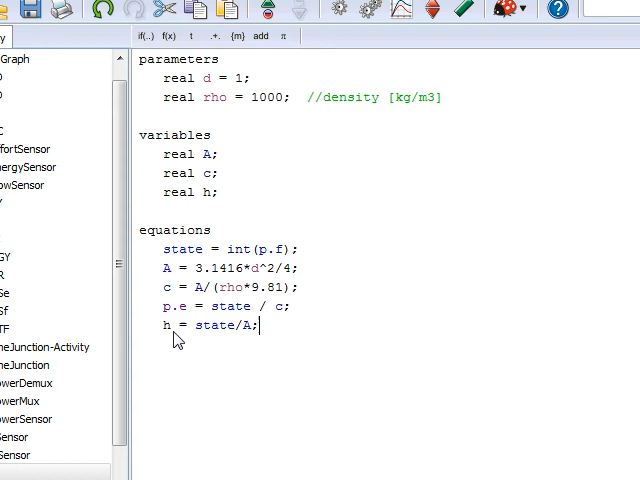 y
if(..) f(x) t .+. {m} add π
Graph
O
O
C
ffortSensor
nergySensor
owSensor
Y
GY
R
Se
Sf
TF
neJunction-Activity
neJunction
owerDemux
owerMux
owerSensor
Sensor
Sensor
parameters
real d = 1;
real rho = 1000; //density [kg/m3]
variables
real A;
real c;
real h;
equations
state = int(p.f);
A = 3.1416*d^2/4;
c = A/(rho*9.81);
p.e = state / c;
h = state/A;